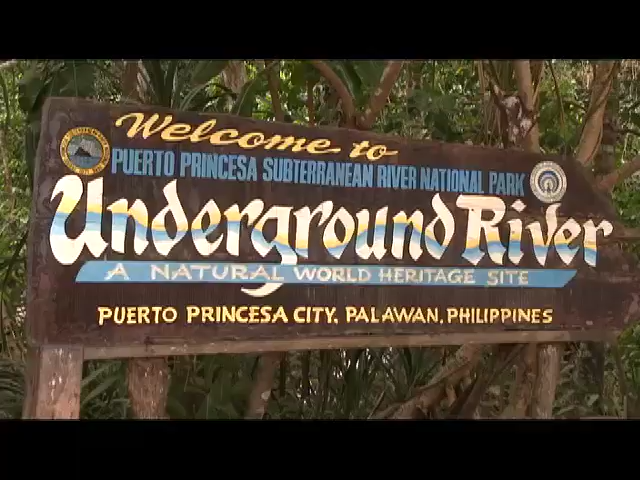 Welcome to
PUERTO PRINCESA SUBTERRANEAN RIVER NATIONAL PARK
Underground River
A NATURAL WORLD HERITAGE SITE
PUERTO PRINCESA CITY, PALAWAN, PHILIPPINES